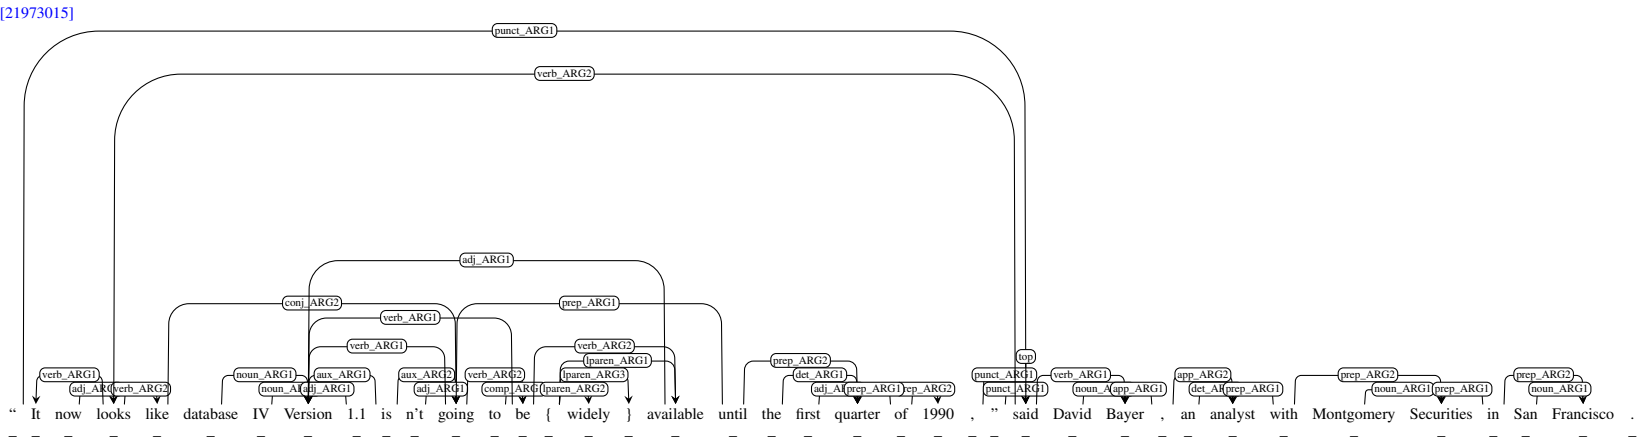 [21973015]
punct_ARG1
verb_ARG2
adj_ARG1
conj_ARG2 prep_ARG1
verb_ARG1
top
verb_ARG1 verb_ARG2
lparen_ARG1 prep_ARG2
verb_ARG1 noun_ARG1 aux_ARG1 aux_ARG2 verb_ARG2 lparen_ARG3 det_ARG1 punct_ARG1 verb_ARG1 app_ARG2 prep_ARG2 prep_ARG2
verb_ARG2 adj_ARG1 adj_ARG1 lparen_ARG2 prep_ARG1 punct_ARG1 app_ARG1 prep_ARG1 noun_ARG1 prep_ARG1 noun_ARG1
“ It now looks like database IV Version 1.1 is n't going to be { widely } available until the first quarter of 1990 , ” said David Bayer , an analyst with Montgomery Securities in San Francisco .